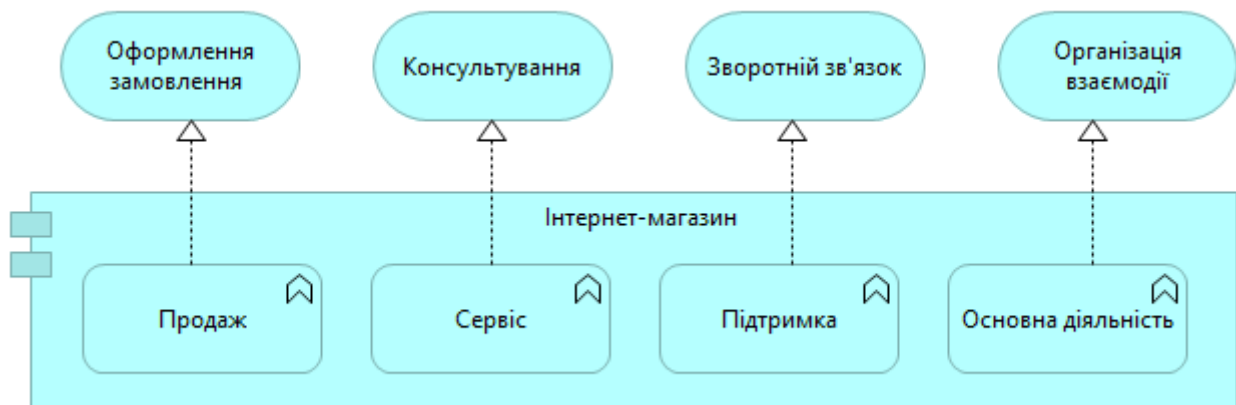 Оформлення
замовлення
Консультування
Зворотній зв'язок
Організація
взаємодії
Інтернет-магазин
Продаж
Сервіс
Підтримка
Основна діяльність